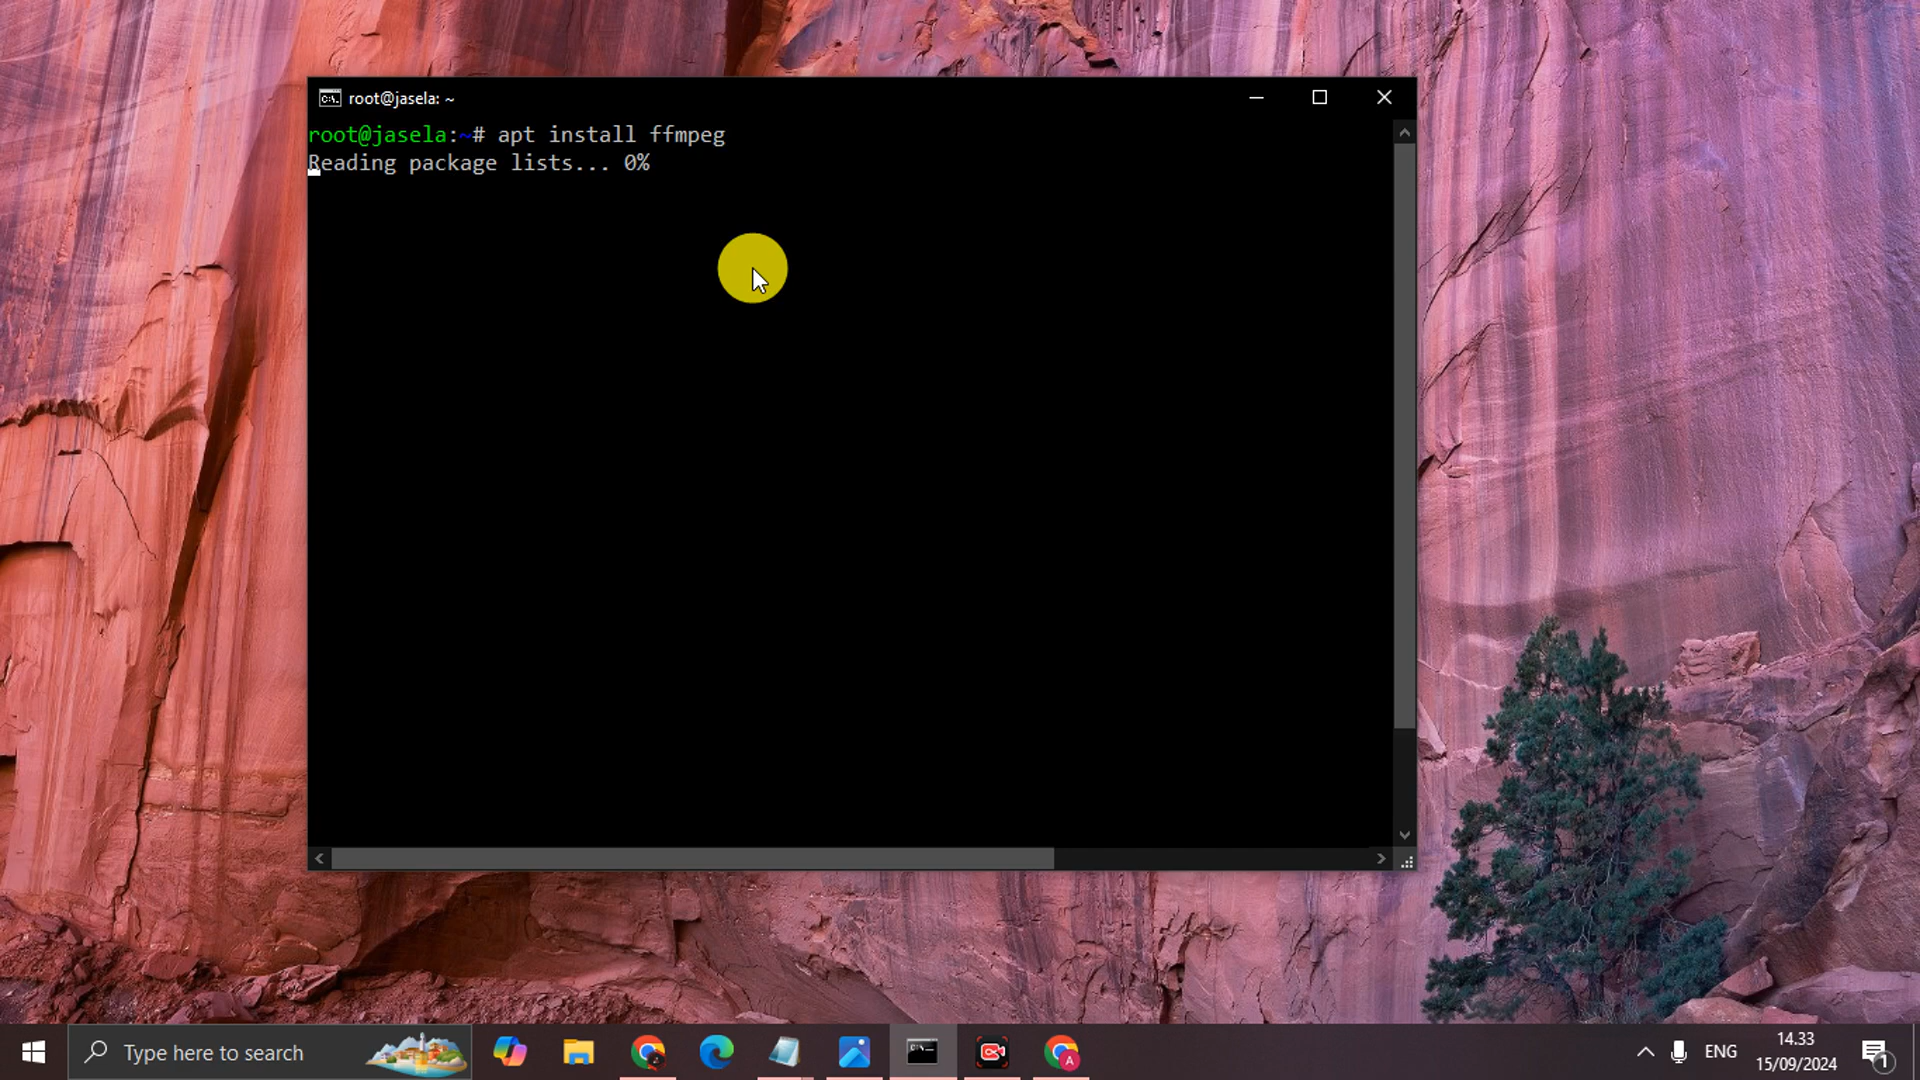 root@jasela: ~
root@jasela:~# apt install ffmpeg
Reading package lists... 0%
Type here to search
ENG
14.33
15/09/2024
1
A